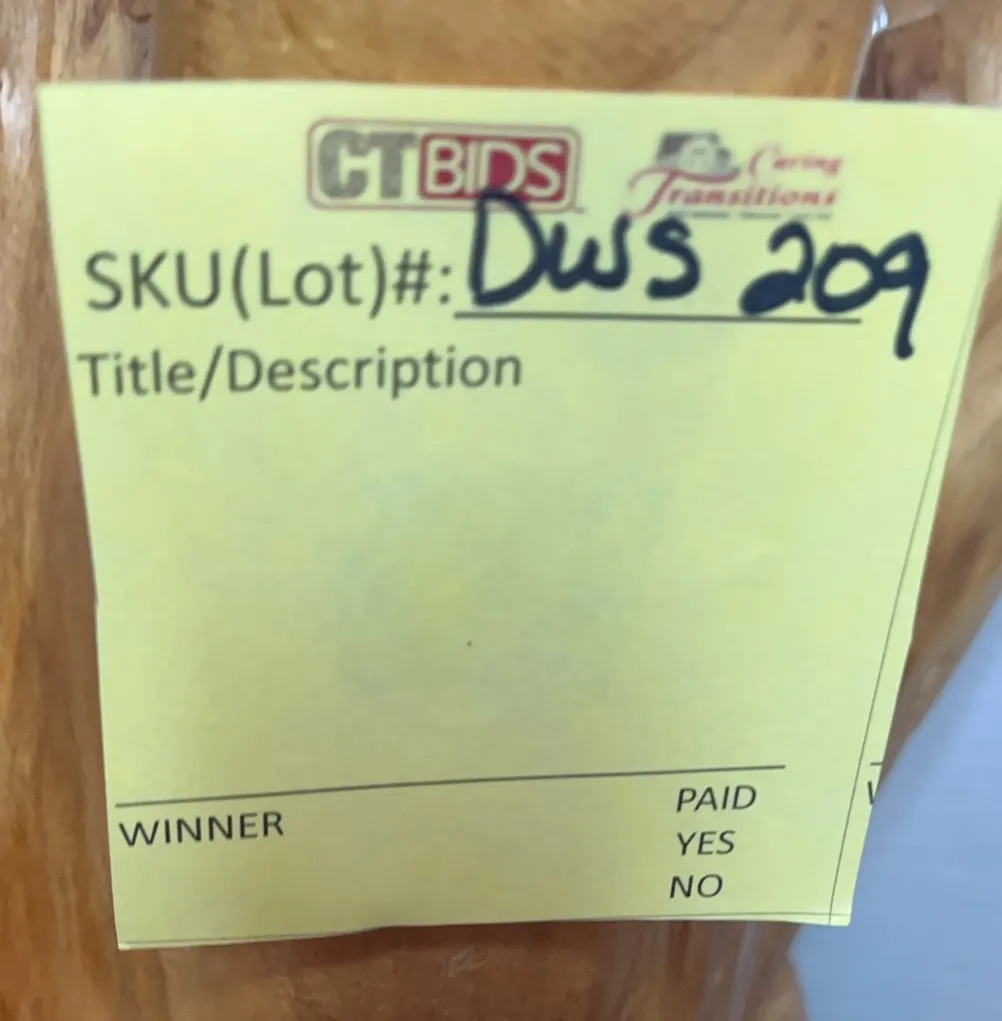 CTBIDS Caring
Transitions
SKU(Lot)#: DWS 209
Title/Description
WINNER PAID
YES
NO